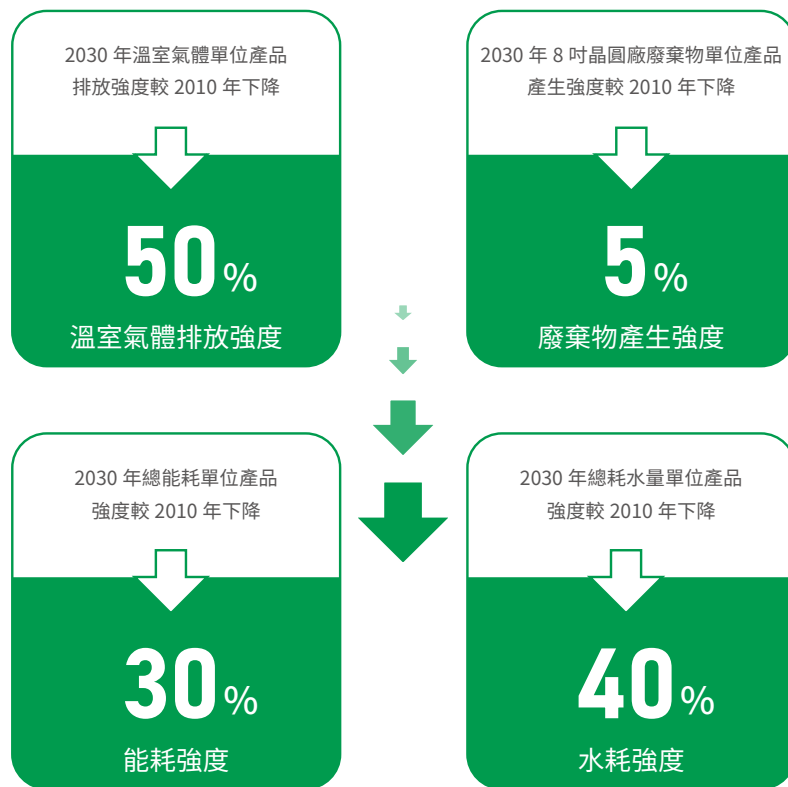 2030 年溫室氣體單位產品
排放強度較 2010 年下降
50%
溫室氣體排放強度
2030 年 8 吋晶圓廠廢棄物單位產品
產生強度較 2010 年下降
5%
廢棄物產生強度
2030 年總能耗單位產品
強度較 2010 年下降
30%
能耗強度
2030 年總耗水量單位產品
強度較 2010 年下降
40%
水耗強度